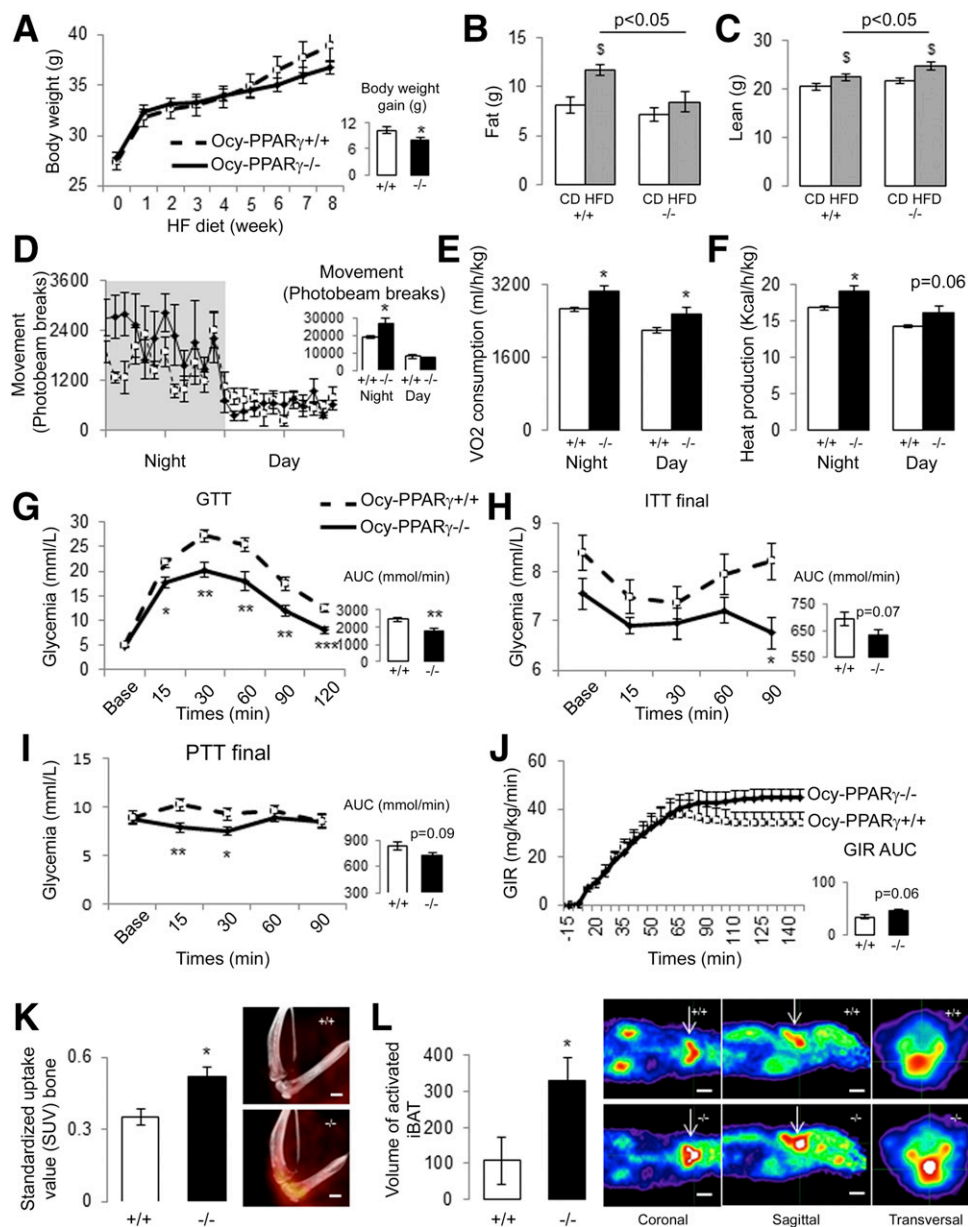 A
Body weight (g)
40
35
30
25
Ocy-PPARγ+/+
Ocy-PPARγ-/-
0 1 2 3 4 5 6 7 8
HF diet (week)
Body weight
gain (g)
12
6
0
*
+/+ -/-
B
p<0.05
Fat (g)
15
10
5
0
$
CD HFD CD HFD
+/+ -/-
C
p<0.05
Lean (g)
30
20
10
0
$ $
CD HFD CD HFD
+/+ -/-
D
Movement
(Photobeam breaks)
3600
2400
1200
0
Night Day
Movement
(Photobeam breaks)
30000
20000
10000
0
*
+/+ -/- +/+ -/-
Night Day
E
VO2 consumption (ml/h/kg)
3200
1600
0
* *
+/+ -/- +/+ -/-
Night Day
F
Heat production (Kcal/h/kg)
20
15
10
5
0
* p=0.06
+/+ -/- +/+ -/-
Night Day
G
GTT
Ocy-PPARγ+/+
Ocy-PPARγ-/-
Glycemia (mml/L)
30
25
20
15
10
5
0
* ** ** ** ***
Base 15 30 60 90 120
Times (min)
AUC (mmol/min)
3000
2000
1000
0
**
+/+ -/-
H
ITT final
Glycemia (mml/L)
9
8
7
6
*
Base 15 30 60 90
Times (min)
AUC (mmol/min)
750
650
550
p=0.07
+/+ -/-
I
PTT final
Glycemia (mml/L)
15
10
5
0
** *
Base 15 30 60 90
Times (min)
AUC (mmol/min)
900
600
300
p=0.09
+/+ -/-
J
GIR (mg/kg/min)
60
40
20
0
Ocy-PPARγ-/-
Ocy-PPARγ+/+
-15 20 35 50 65 75 90 110 125 140
Times (min)
GIR AUC
100
0
p=0.06
+/+ -/-
K
Standardized uptake
value (SUV) bone
0.6
0.3
0
*
+/+ -/-
+/+
-/-
L
Volume of activated
iBAT
400
300
200
100
0
*
+/+ -/-
+/+ +/+ +/+
-/- -/- -/-
Coronal Sagittal Transversal